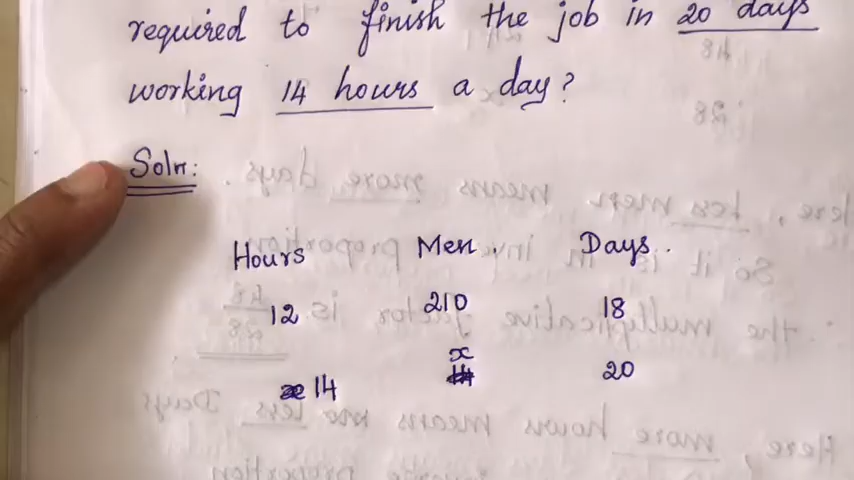 required to finish the job in 20 days
working 14 hours a day?
Soln:
Hours Men. Days..
12 210 18
x
14 20